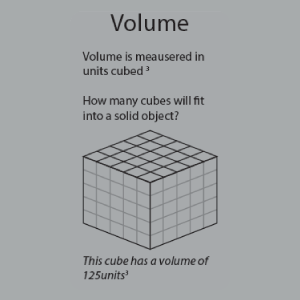 Volume
Volume is meausered in
units cubed ³
How many cubes will fit
into a solid object?
This cube has a volume of
125units³